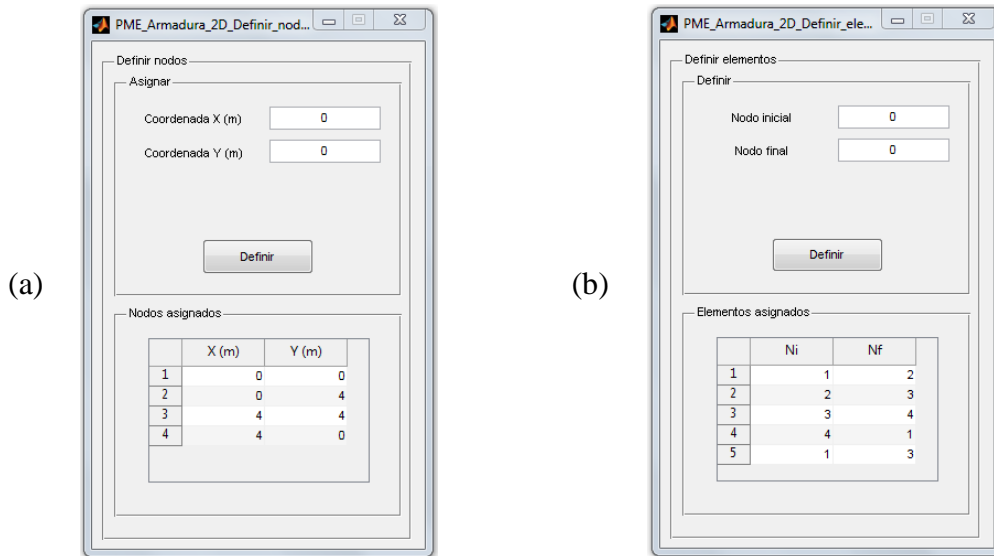 PME_Armadura_2D_Definir_nod...
Definir nodos
Asignar
Coordenada X (m) 0
Coordenada Y (m) 0
Definir
(a)
Nodos asignados
X (m) Y (m)
1 0 0
2 0 4
3 4 4
4 4 0
PME_Armadura_2D_Definir_ele...
Definir elementos
Definir
Nodo inicial 0
Nodo final 0
Definir
(b)
Elementos asignados
Ni Nf
1 1 2
2 2 3
3 3 4
4 4 1
5 1 3